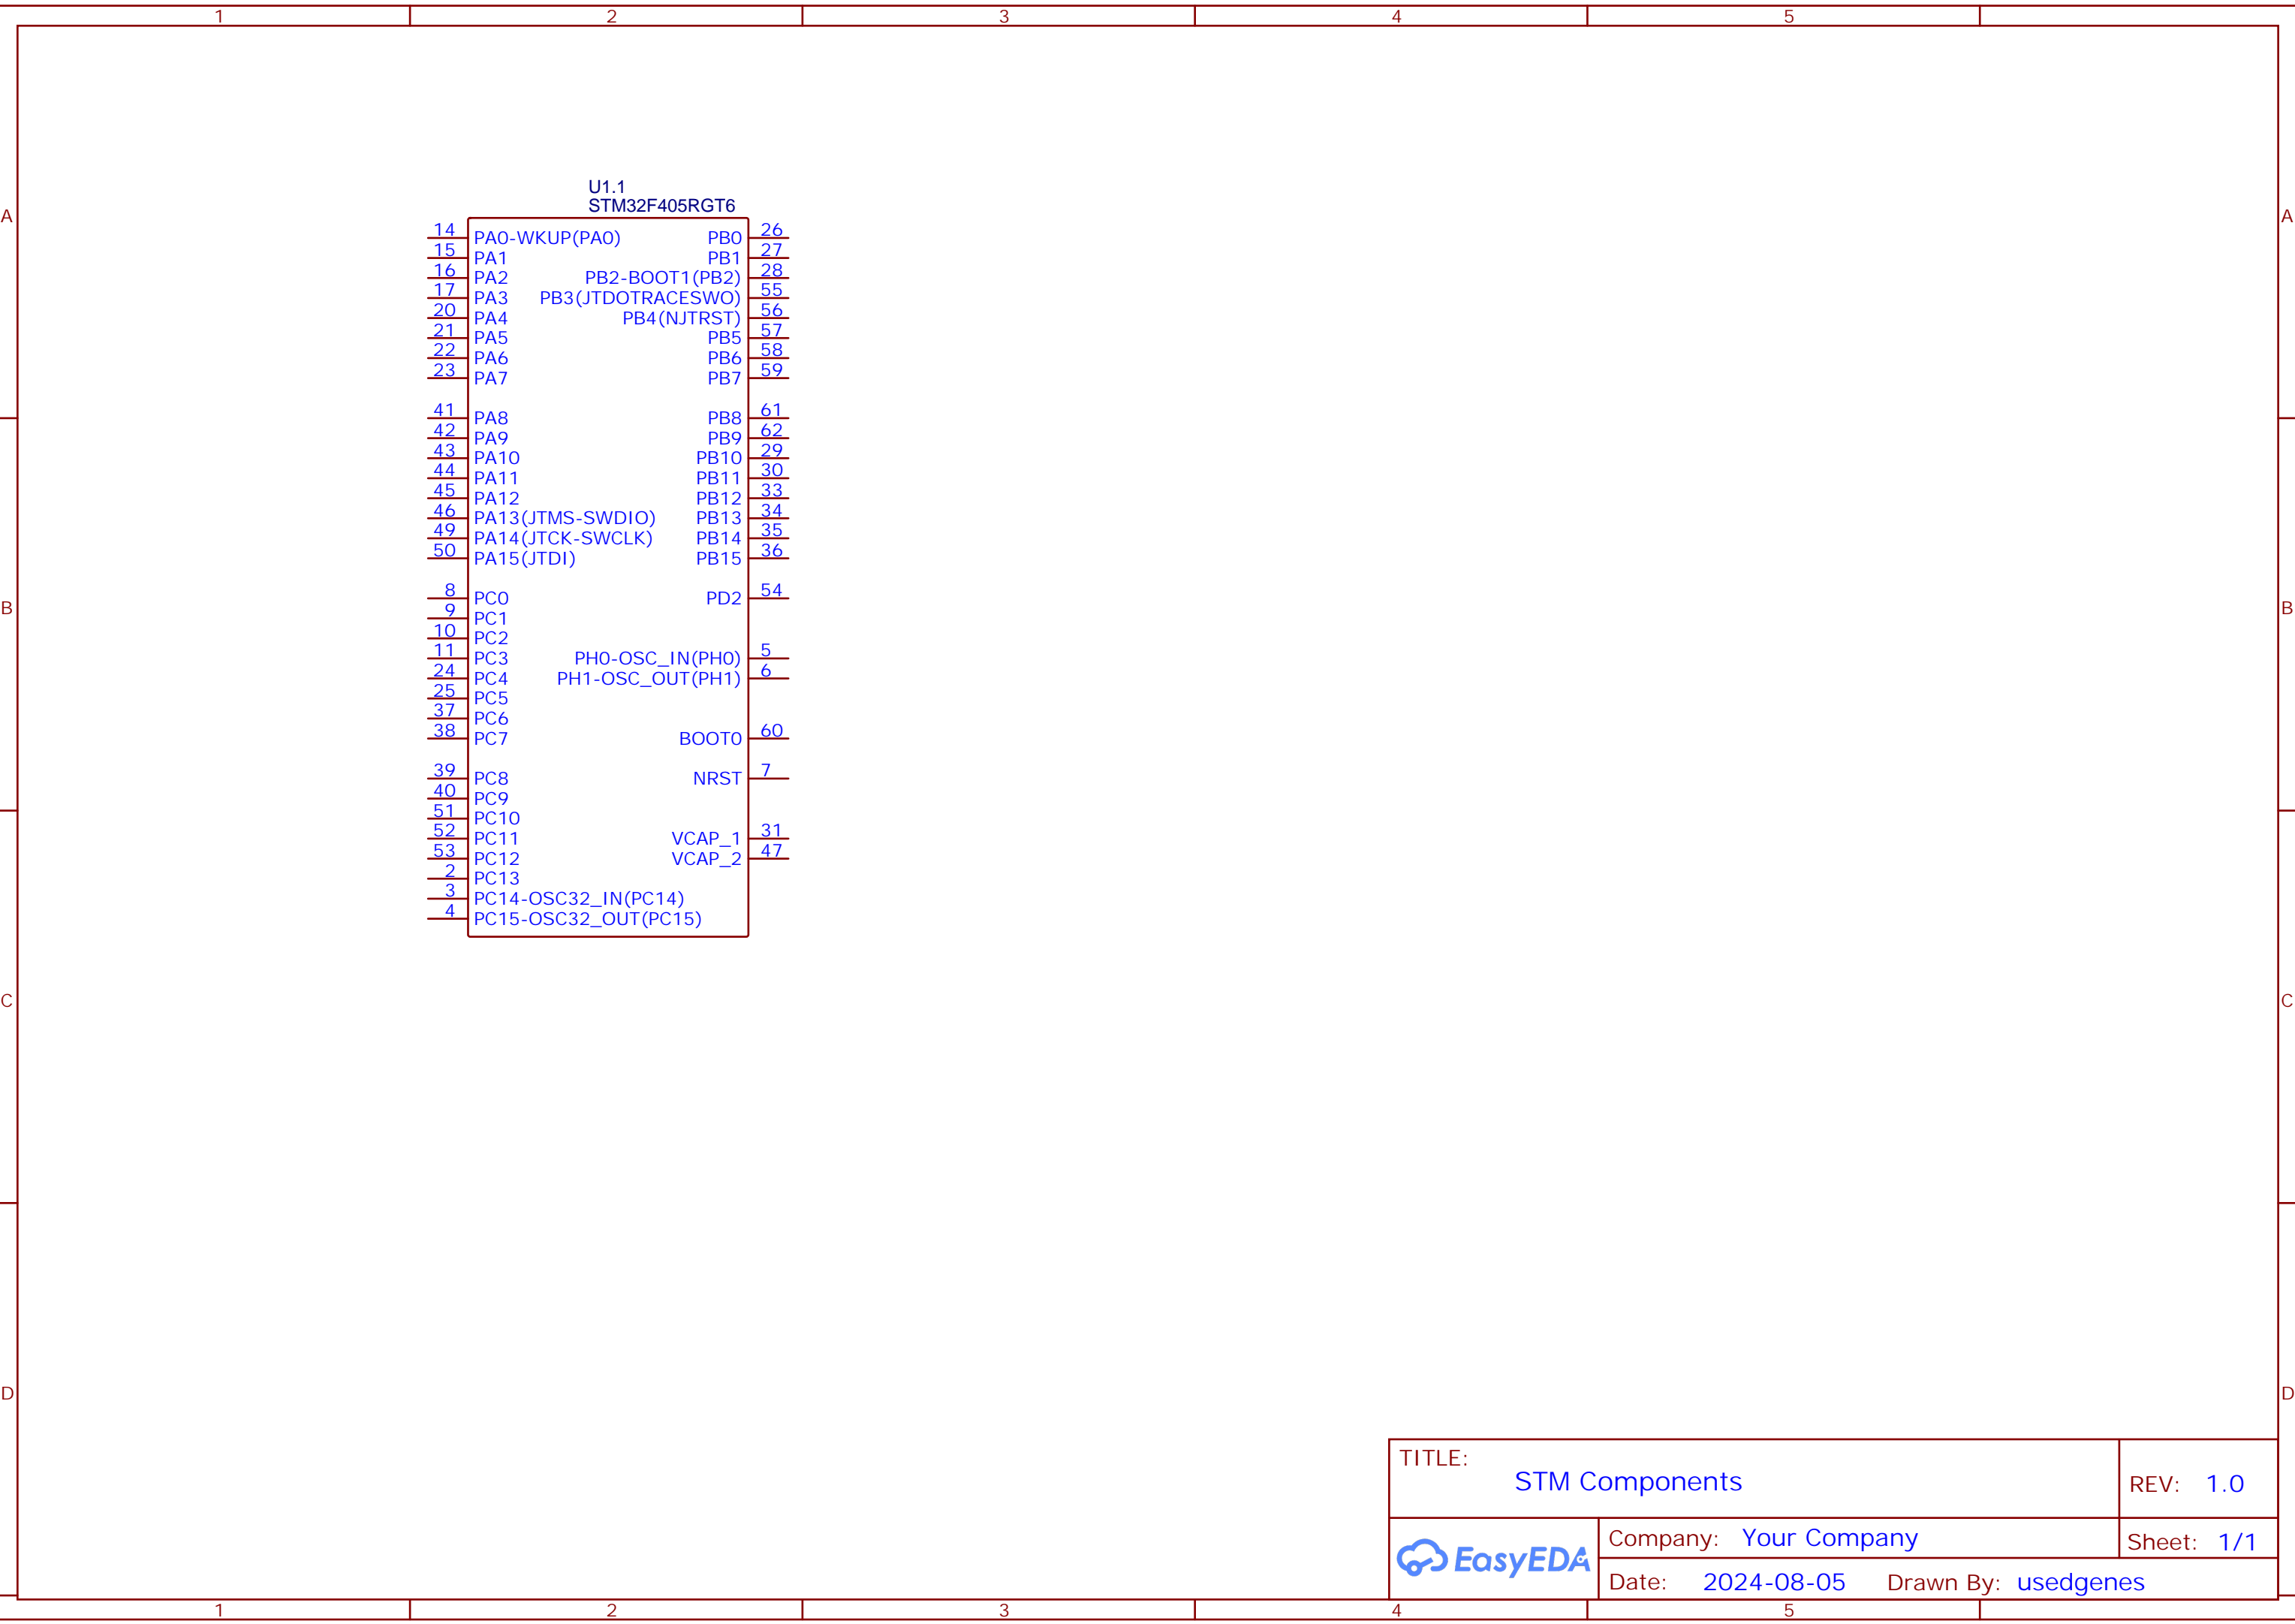 1 2 3 4 5
U1.1
STM32F405RGT6
A A
14 PA0-WKUP(PA0) PB0 26
15 PA1 PB1 27
16 PA2 PB2-BOOT1(PB2) 28
17 PA3 PB3(JTDOTRACESWO) 55
20 PA4 PB4(NJTRST) 56
21 PA5 PB5 57
22 PA6 PB6 58
23 PA7 PB7 59
41 PA8 PB8 61
42 PA9 PB9 62
43 PA10 PB10 29
44 PA11 PB11 30
45 PA12 PB12 33
46 PA13(JTMS-SWDIO) PB13 34
49 PA14(JTCK-SWCLK) PB14 35
50 PA15(JTDI) PB15 36
8 PC0 PD2 54
B B
9 PC1
10 PC2
11 PC3 PH0-OSC_IN(PH0) 5
24 PC4 PH1-OSC_OUT(PH1) 6
25 PC5
37 PC6
38 PC7 BOOT0 60
39 PC8 NRST 7
40 PC9
51 PC10
52 PC11 VCAP_1 31
53 PC12 VCAP_2 47
2 PC13
3 PC14-OSC32_IN(PC14)
4 PC15-OSC32_OUT(PC15)
C C
D D
TITLE:
STM Components
REV: 1.0
EasyEDA
Company: Your Company
Sheet: 1/1
Date: 2024-08-05 Drawn By: usedgenes
1 2 3 4 5